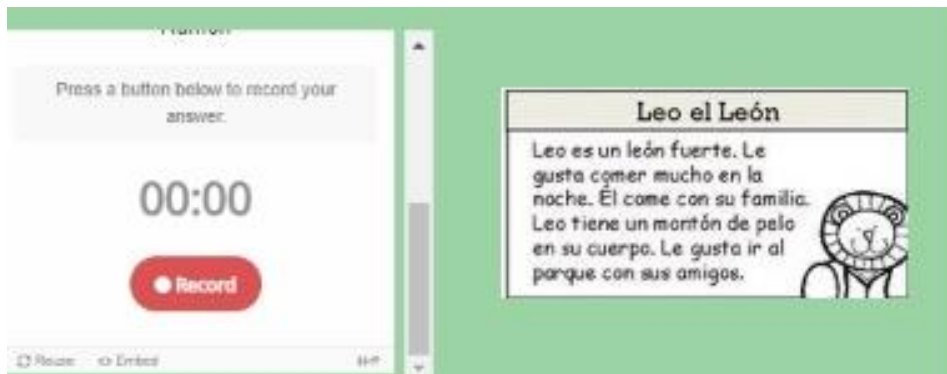 Press a button below to record your
answer.
00:00
Record
Reuse
Embed
Leo el León
Leo es un león fuerte. Le
gusta comer mucho en la
noche. Él come con su familia.
Leo tiene un montón de pelo
en su cuerpo. Le gusta ir al
parque con sus amigos.